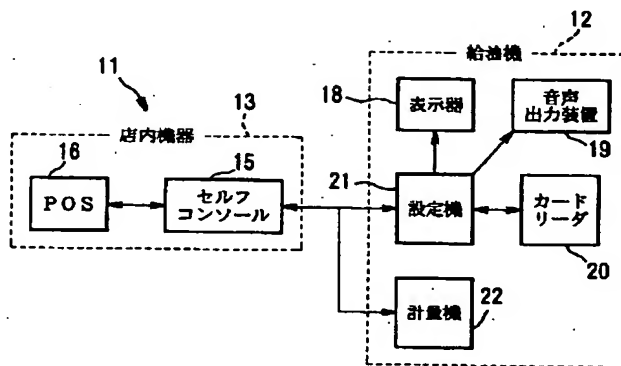 12
給油機
11
18
表示器
音声
出力装置
19
13
店内機器
16
POS
15
セルフ
コンソール
21
設定機
カード
リーダ
20
計量機
22